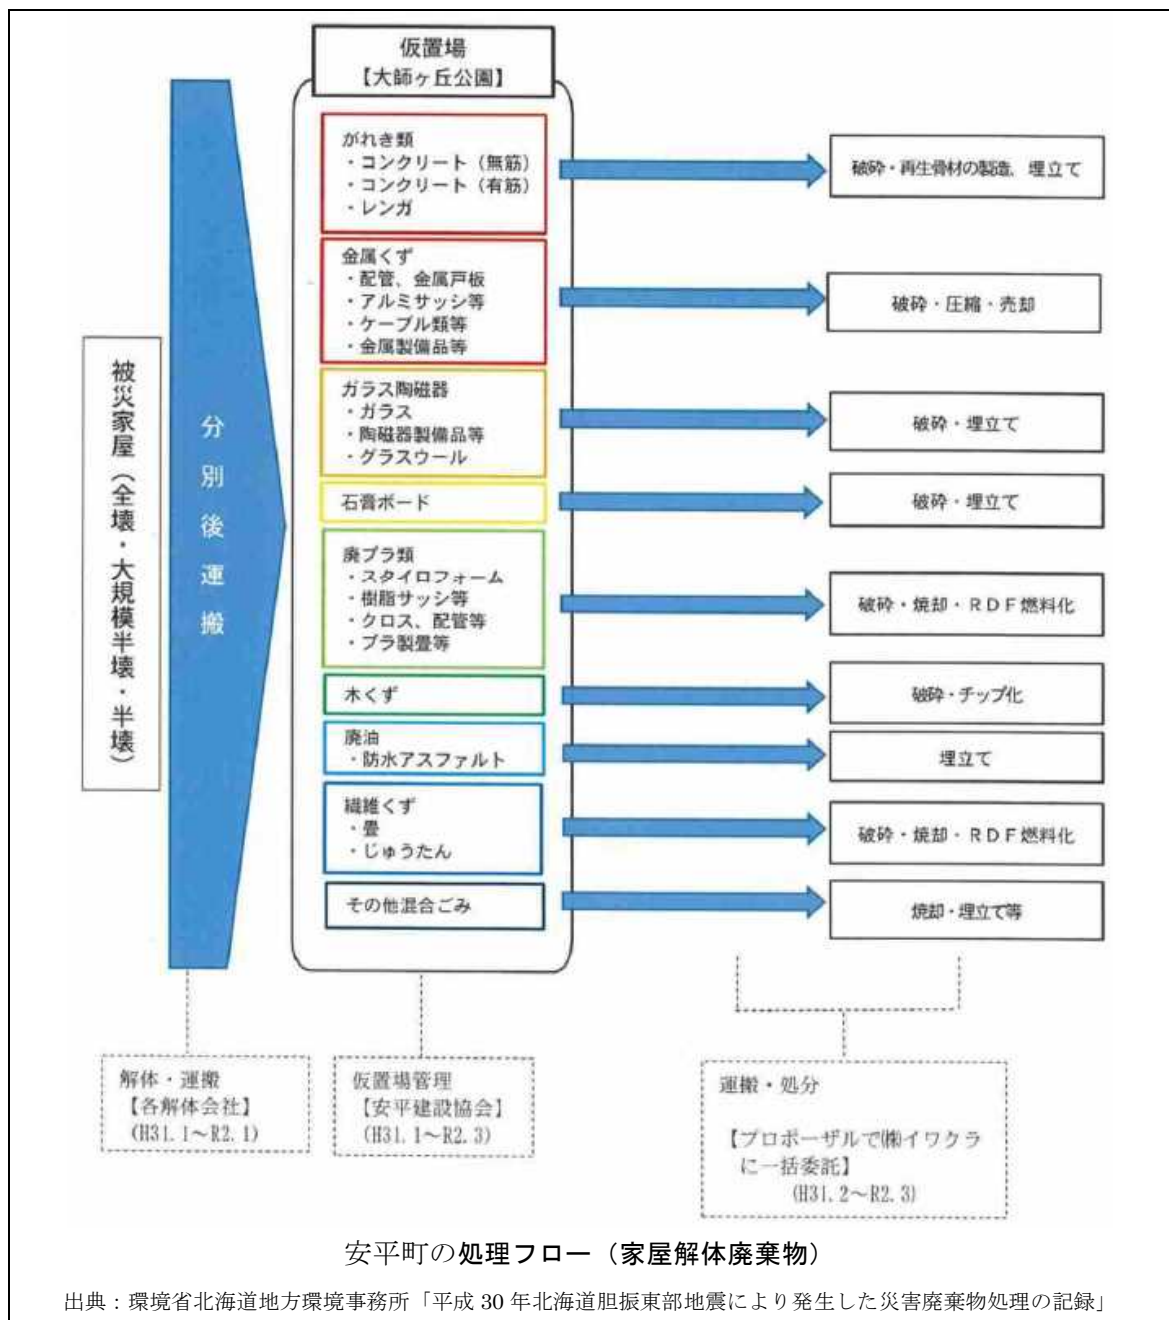 仮置場
【大師ヶ丘公園】
被災家屋（全壊・大規模半壊・半壊）
分別後運搬
がれき類
・コンクリート（無筋）
・コンクリート（有筋）
・レンガ
破砕・再生骨材の製造、埋立て
金属くず
・配管、金属戸板
・アルミサッシ等
・ケーブル類等
・金属製備品等
破砕・圧縮・売却
ガラス陶磁器
・ガラス
・陶磁器製備品等
・グラスウール
破砕・埋立て
石膏ボード
破砕・埋立て
廃プラ類
・スタイロフォーム
・樹脂サッシ等
・クロス、配管等
・プラ製畳等
破砕・焼却・ＲＤＦ燃料化
木くず
破砕・チップ化
廃油
・防水アスファルト
埋立て
繊維くず
・畳
・じゅうたん
破砕・焼却・ＲＤＦ燃料化
その他混合ごみ
焼却・埋立て等
解体・運搬
【各解体会社】
(H31.1～R2.1)
仮置場管理
【安平建設協会】
(H31.1～R2.3)
運搬・処分
【プロポーザルで㈱イワクラ
に一括委託】
(H31.2～R2.3)
安平町の処理フロー（家屋解体廃棄物）
出典：環境省北海道地方環境事務所「平成 30 年北海道胆振東部地震により発生した災害廃棄物処理の記録」